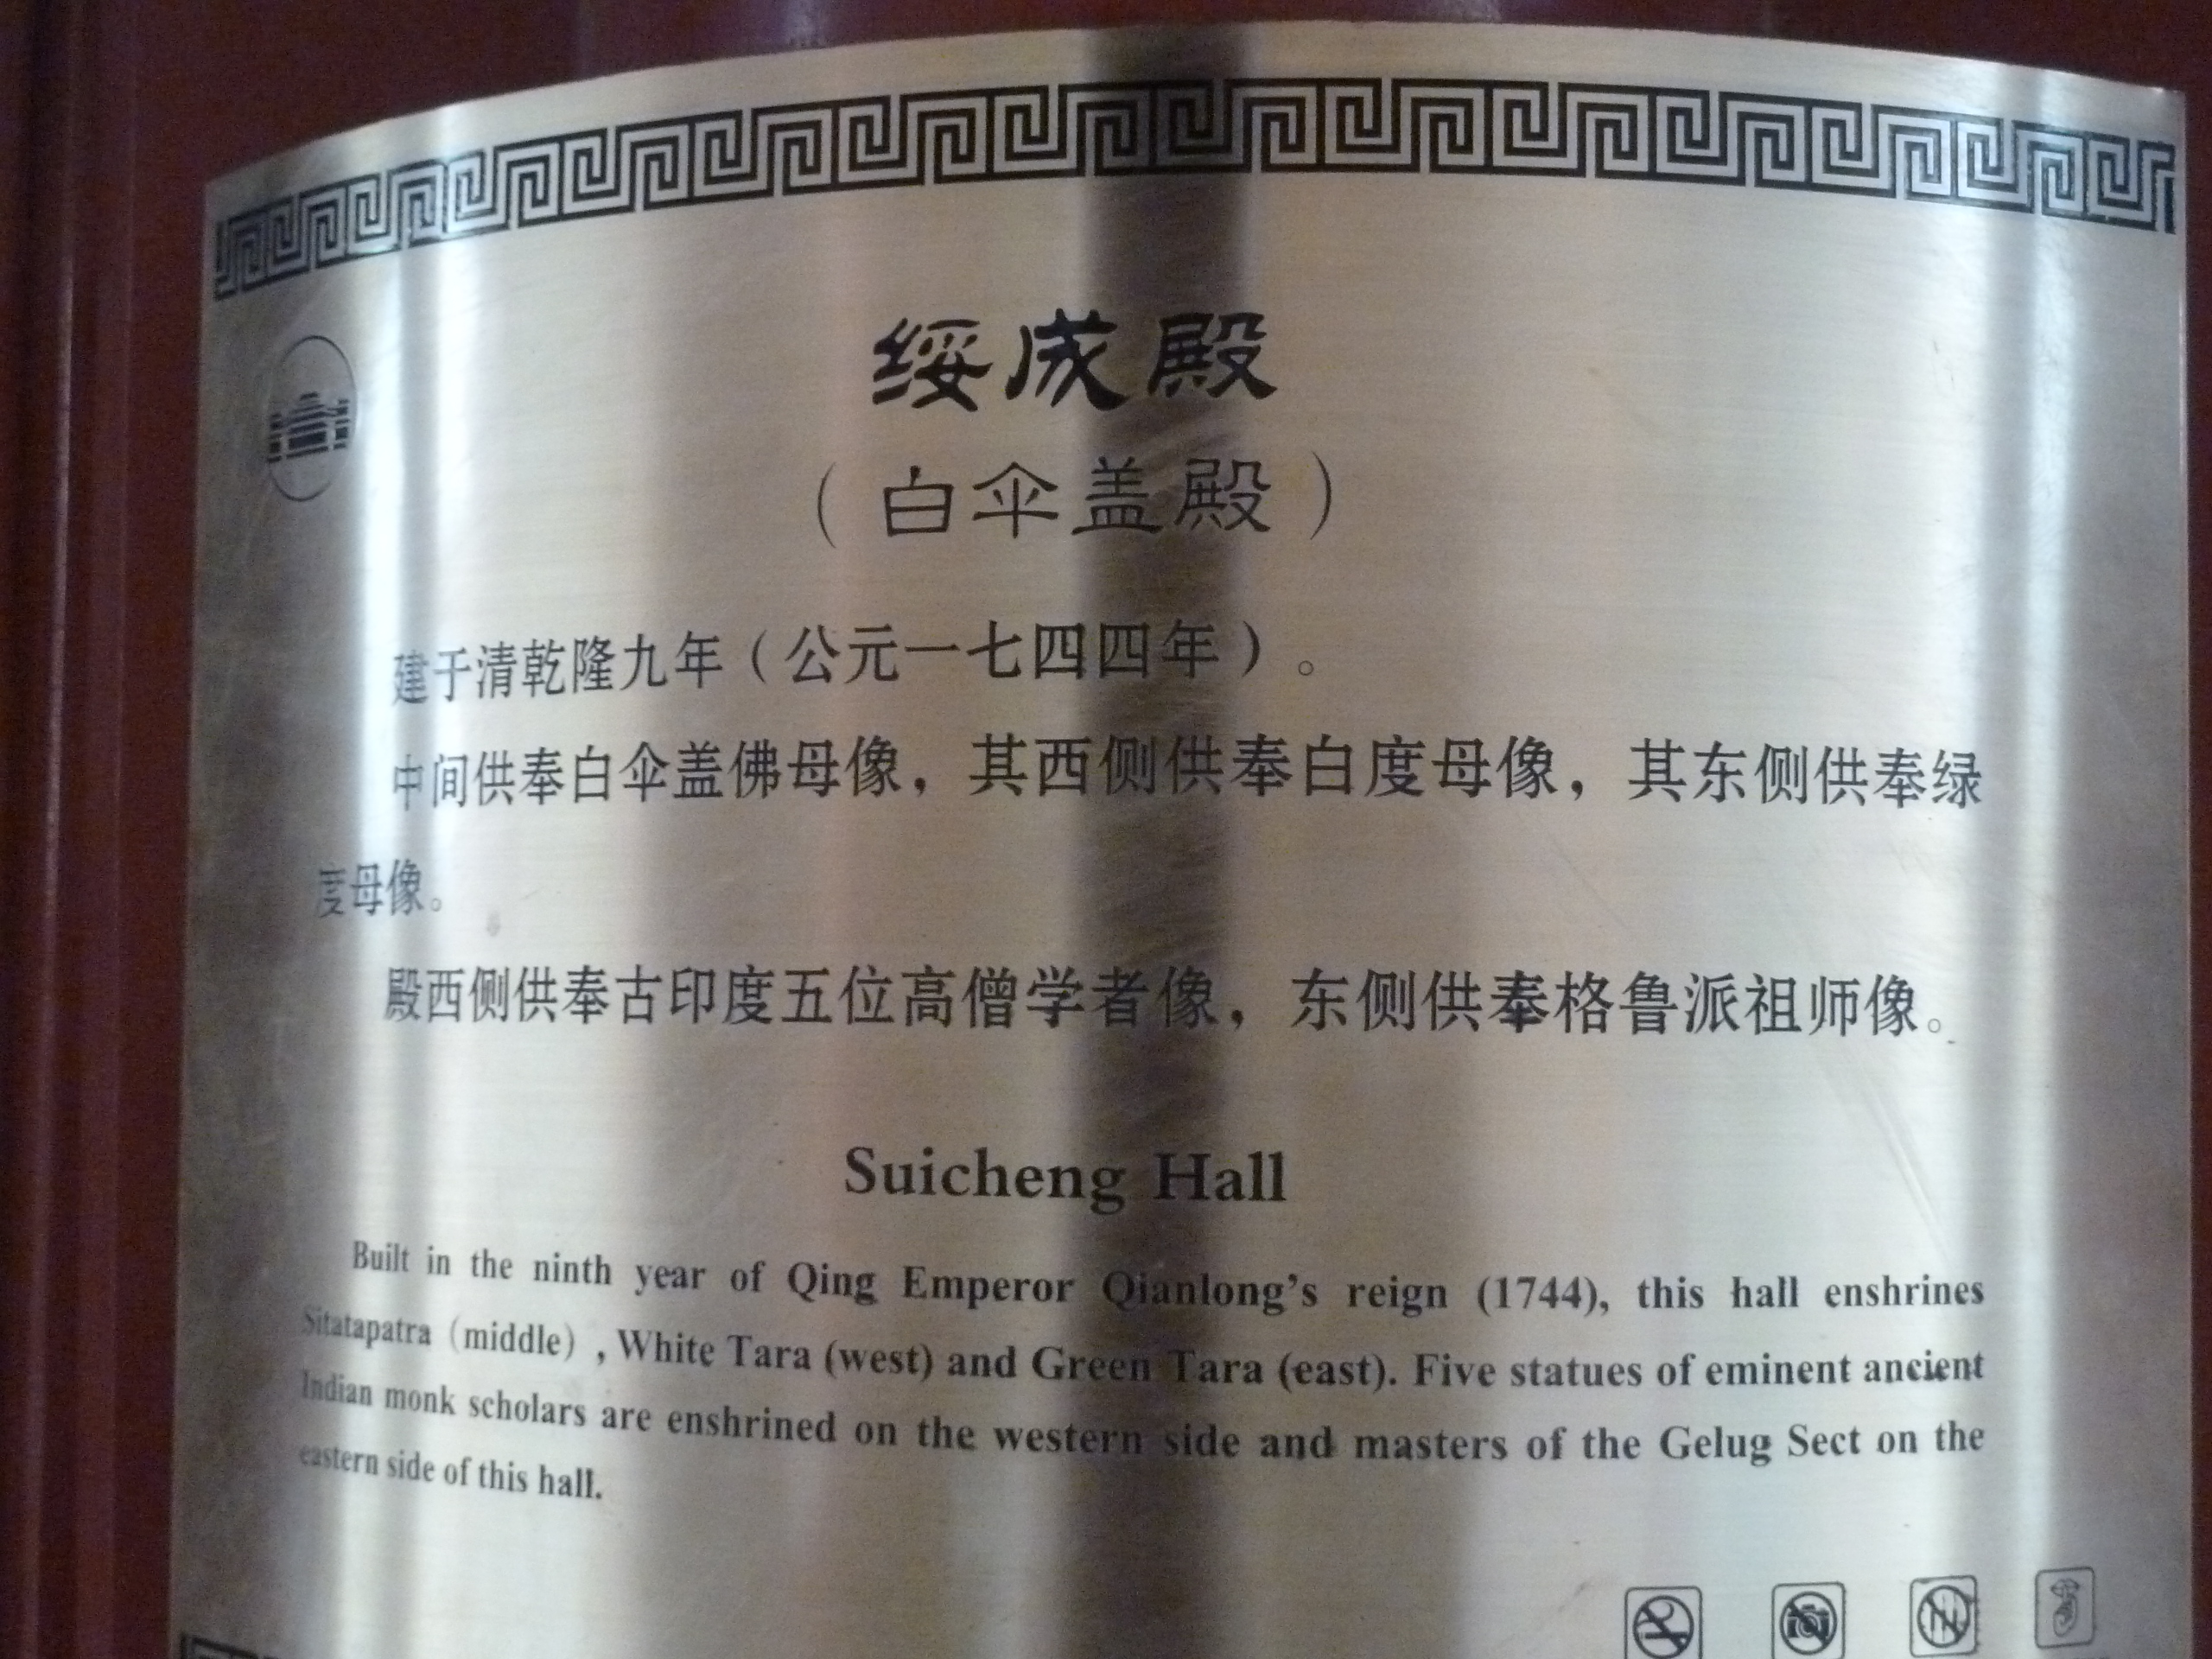 绥成殿
（白伞盖殿）
建于清乾隆九年（公元一七四四年）。
中间供奉白伞盖佛母像，其西侧供奉白度母像，其东侧供奉绿
度母像。
殿西侧供奉古印度五位高僧学者像，东侧供奉格鲁派祖师像。
Suicheng Hall
Built in the ninth year of Qing Emperor Qianlong's reign (1744), this hall enshrines
Sitatapatra (middle) , White Tara (west) and Green Tara (east). Five statues of eminent ancient
Indian monk scholars are enshrined on the western side and masters of the Gelug Sect on the
eastern side of this hall.